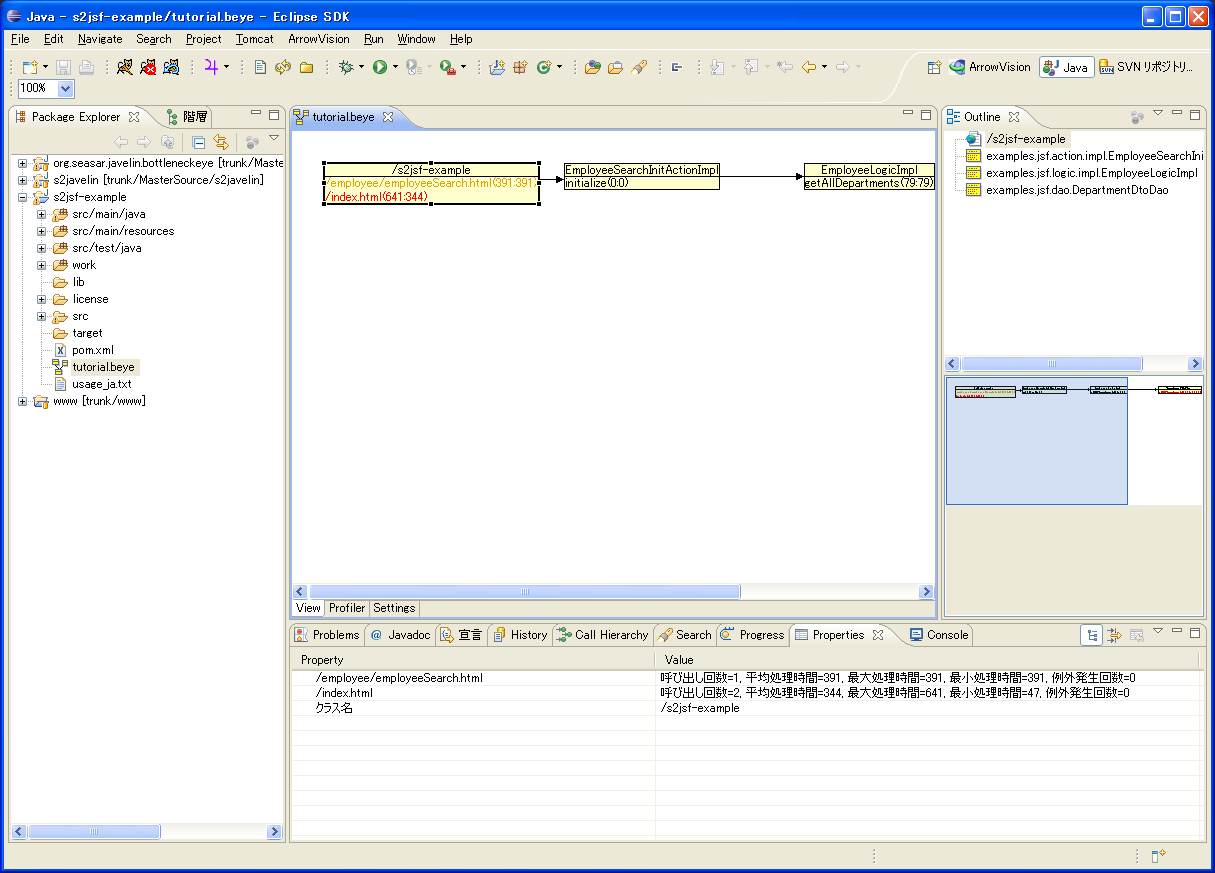 Java - s2jsf-example/tutorial.beye - Eclipse SDK
File Edit Navigate Search Project Tomcat ArrowVision Run Window Help
ArrowVision Java SVN リポジトリ...
100%
Package Explorer 階層
org.seasar.javelin.bottleneckeye [trunk/Maste
s2javelin [trunk/MasterSource/s2javelin]
s2jsf-example
src/main/java
src/main/resources
src/test/java
work
lib
license
src
target
pom.xml
tutorial.beye
usage_ja.txt
www [trunk/www]
tutorial.beye
/s2jsf-example
/employee/employeeSearch.html(391:391)
/index.html(641:344)
EmployeeSearchInitActionImpl
initialize(0:0)
EmployeeLogicImpl
getAllDepartments(79:79)
View Profiler Settings
Outline
/s2jsf-example
examples.jsf.action.impl.EmployeeSearchIni
examples.jsf.logic.impl.EmployeeLogicImpl
examples.jsf.dao.DepartmentDtoDao
Problems Javadoc 宣言 History Call Hierarchy Search Progress Properties Console
Property Value
/employee/employeeSearch.html 呼び出し回数=1, 平均処理時間=391, 最大処理時間=391, 最小処理時間=391, 例外発生回数=0
/index.html 呼び出し回数=2, 平均処理時間=344, 最大処理時間=641, 最小処理時間=47, 例外発生回数=0
クラス名 /s2jsf-example